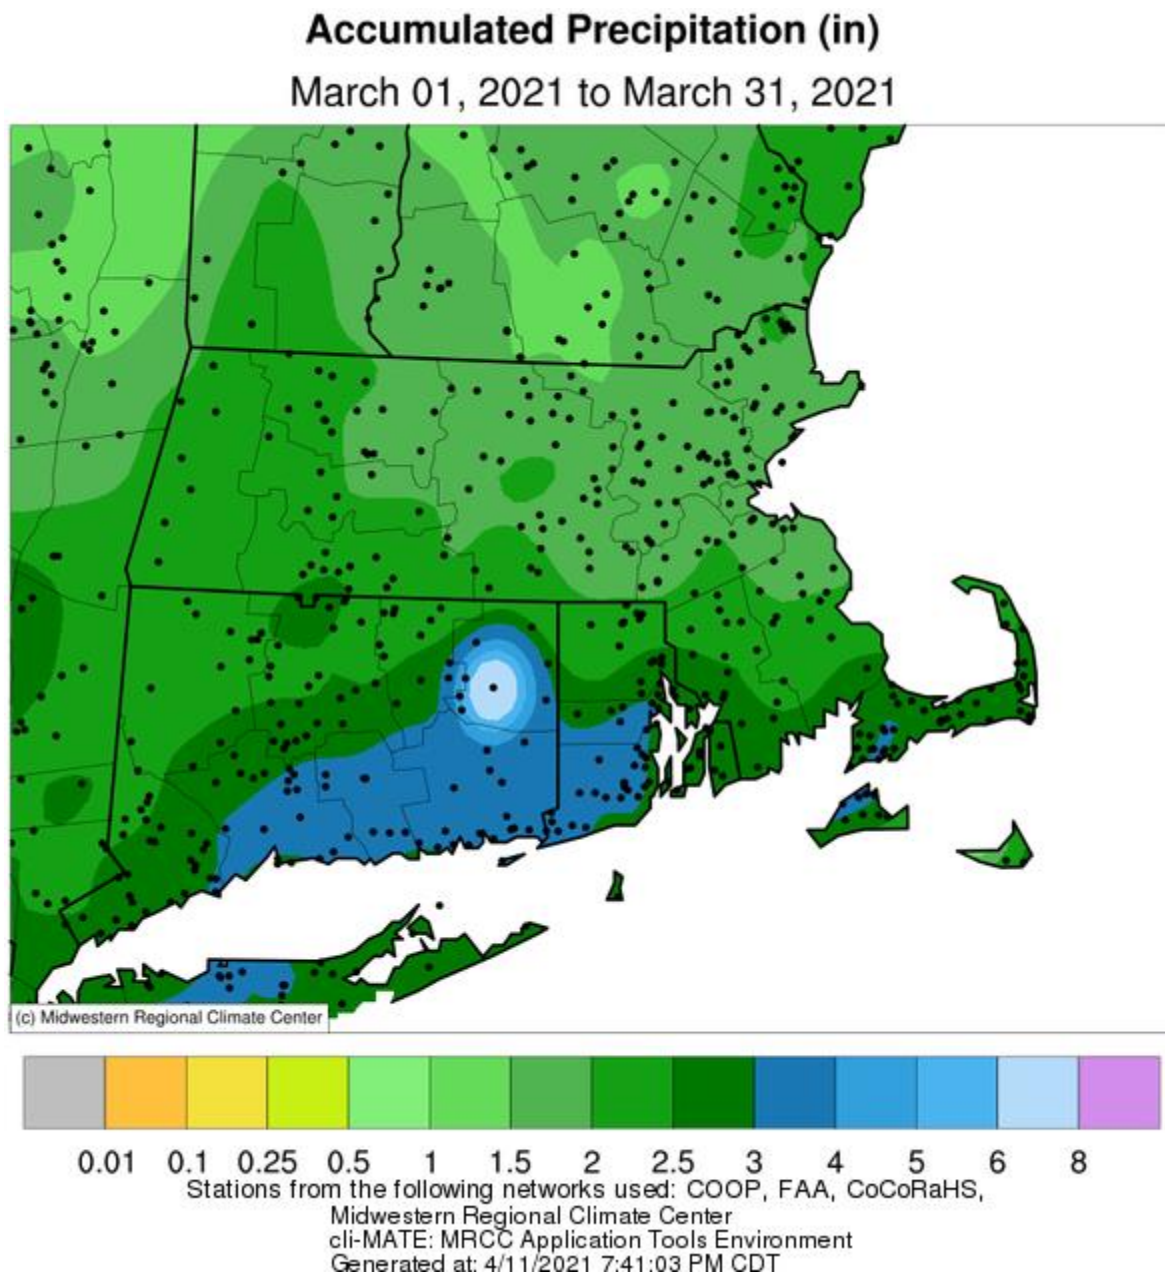 Accumulated Precipitation (in)
March 01, 2021 to March 31, 2021
(c) Midwestern Regional Climate Center
0.01 0.1 0.25 0.5 1 1.5 2 2.5 3 4 5 6 8
Stations from the following networks used: COOP, FAA, CoCoRaHS,
Midwestern Regional Climate Center
cli-MATE: MRCC Application Tools Environment
Generated at: 4/11/2021 7:41:03 PM CDT